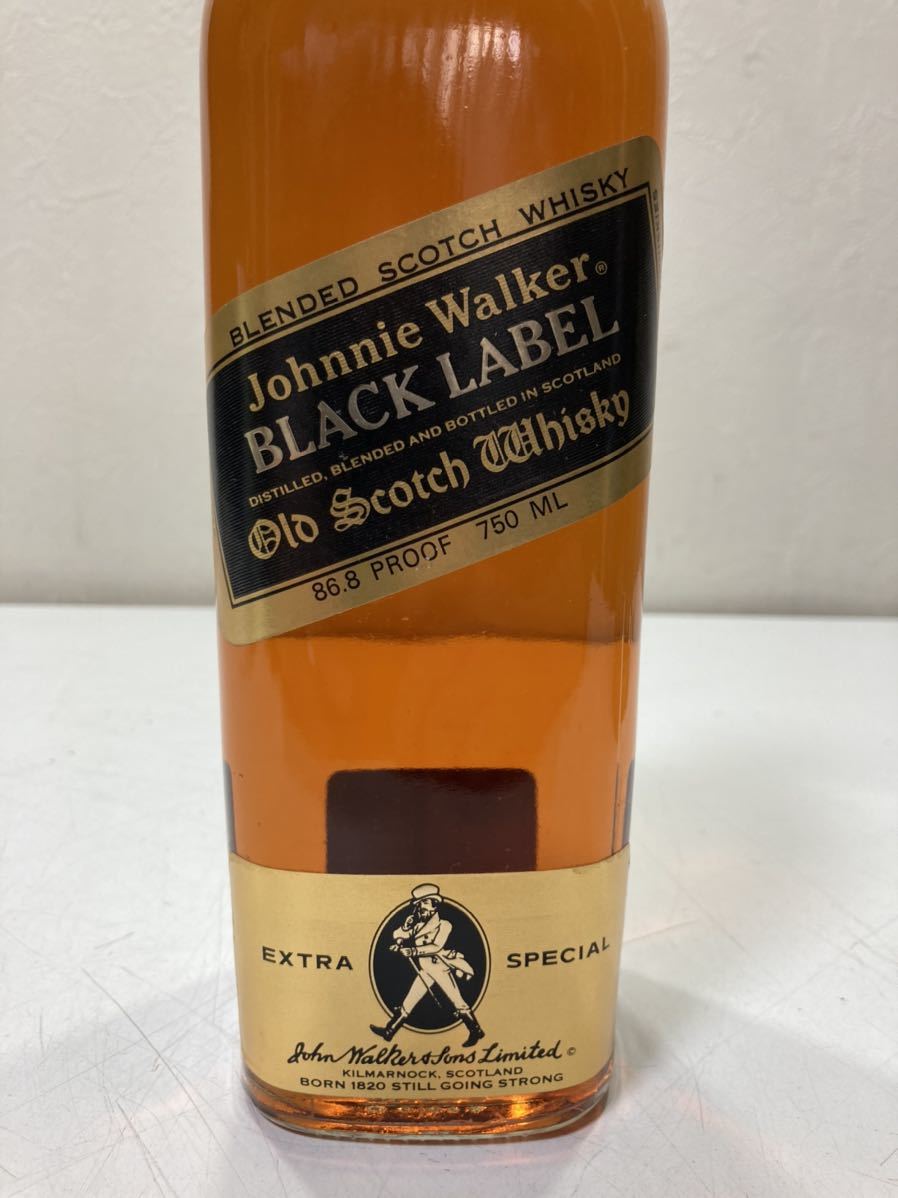 BLENDED SCOTCH WHISKY
Johnnie Walker®
BLACK LABEL
DISTILLED, BLENDED AND BOTTLED IN SCOTLAND
Old Scotch Whisky
86.8 PROOF 750 ML
EXTRA SPECIAL
John Walker & Sons Limited ©
KILMARNOCK, SCOTLAND
BORN 1820 STILL GOING STRONG